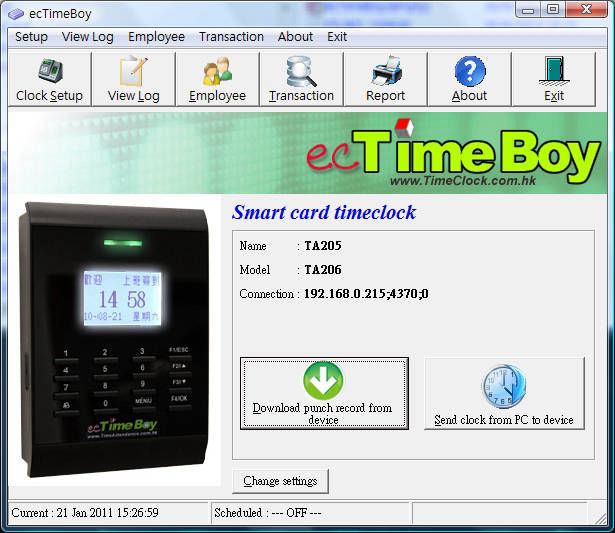 ecTimeBoy
Setup View Log Employee Transaction About Exit
Clock Setup View Log Employee Transaction Report About Exit
ecTimeBoy
www.TimeClock.com.hk
Smart card timeclock
Name : TA205
Model : TA206
Connection : 192.168.0.215;4370;0
歡迎 上班簽到
14 58
10-08-21 星期六
1 2 3 F1/ESC
4 5 6 F2/▲
7 8 9 F3/▼
0 MENU F4/OK
ecTimeBoy
www.TimeAttendance.com.hk
Download punch record from
device
Send clock from PC to device
Change settings
Current : 21 Jan 2011 15:26:59 Scheduled : --- OFF ---